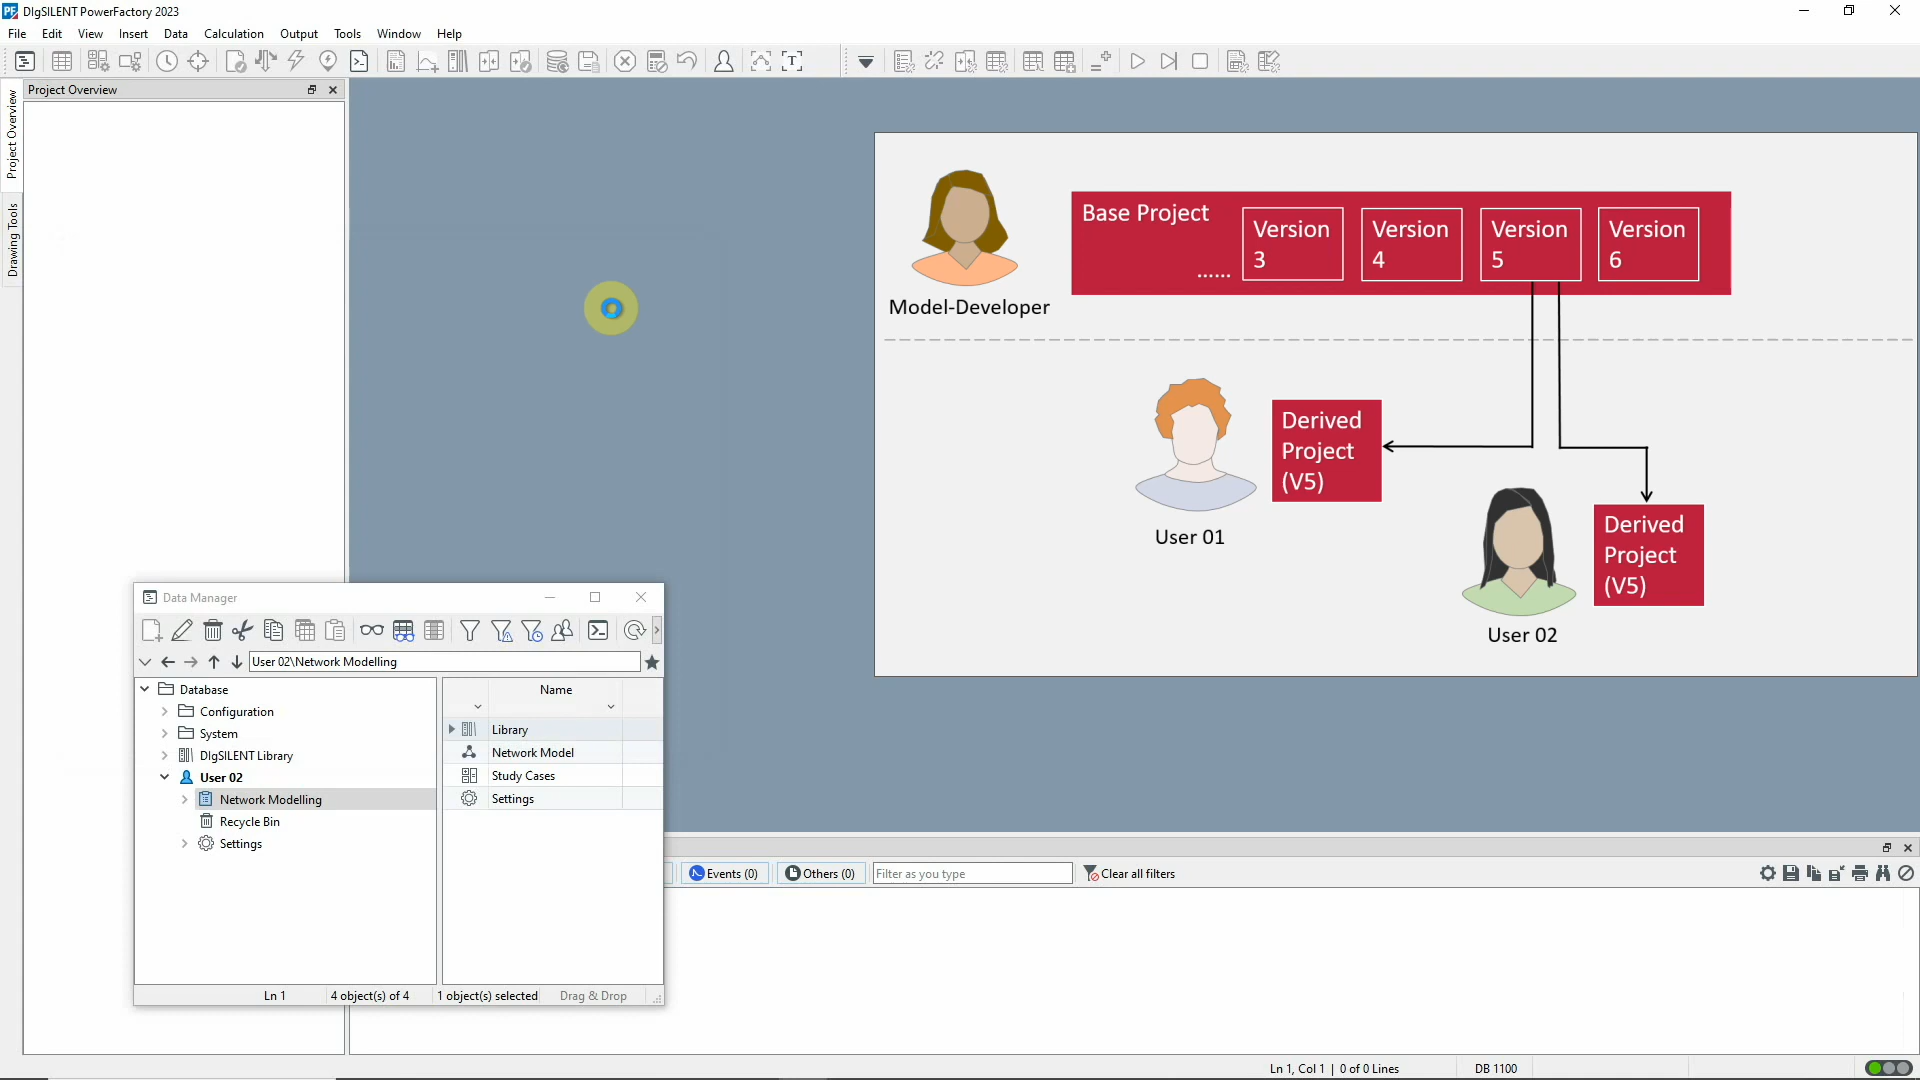 DIgSILENT PowerFactory 2023
File Edit View Insert Data Calculation Output Tools Window Help
Project Overview
Project Overview
Drawing Tools
Base Project
......
Version 3
Version 4
Version 5
Version 6
Model-Developer
Derived Project (V5)
User 01
Derived Project (V5)
User 02
Data Manager
User 02\Network Modelling
Database
Configuration
System
DIgSILENT Library
User 02
Network Modelling
Recycle Bin
Settings
Name
Library
Network Model
Study Cases
Settings
Ln 1 4 object(s) of 4 1 object(s) selected Drag & Drop
Events (0) Others (0) Filter as you type Clear all filters
Ln 1, Col 1 | 0 of 0 Lines DB 1100